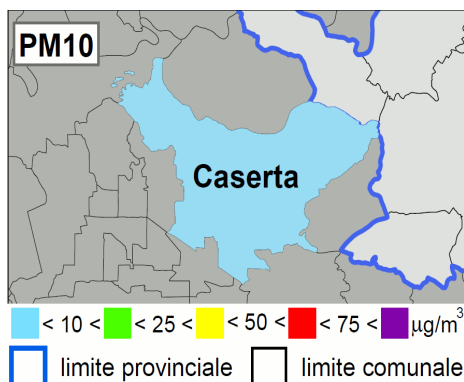 PM10
Caserta
< 10 < < 25 < < 50 < < 75 < μg/m³
limite provinciale limite comunale